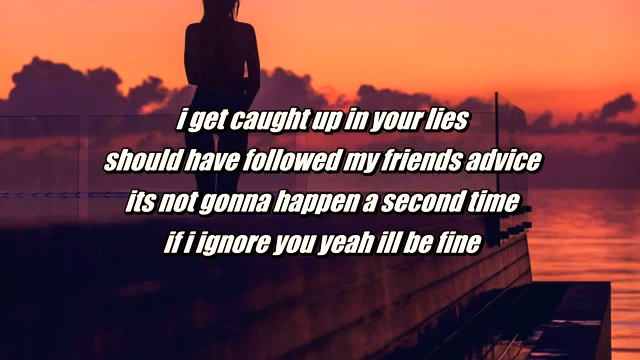 i get caught up in your lies
should have followed my friends advice
its not gonna happen a second time
if i ignore you yeah ill be fine